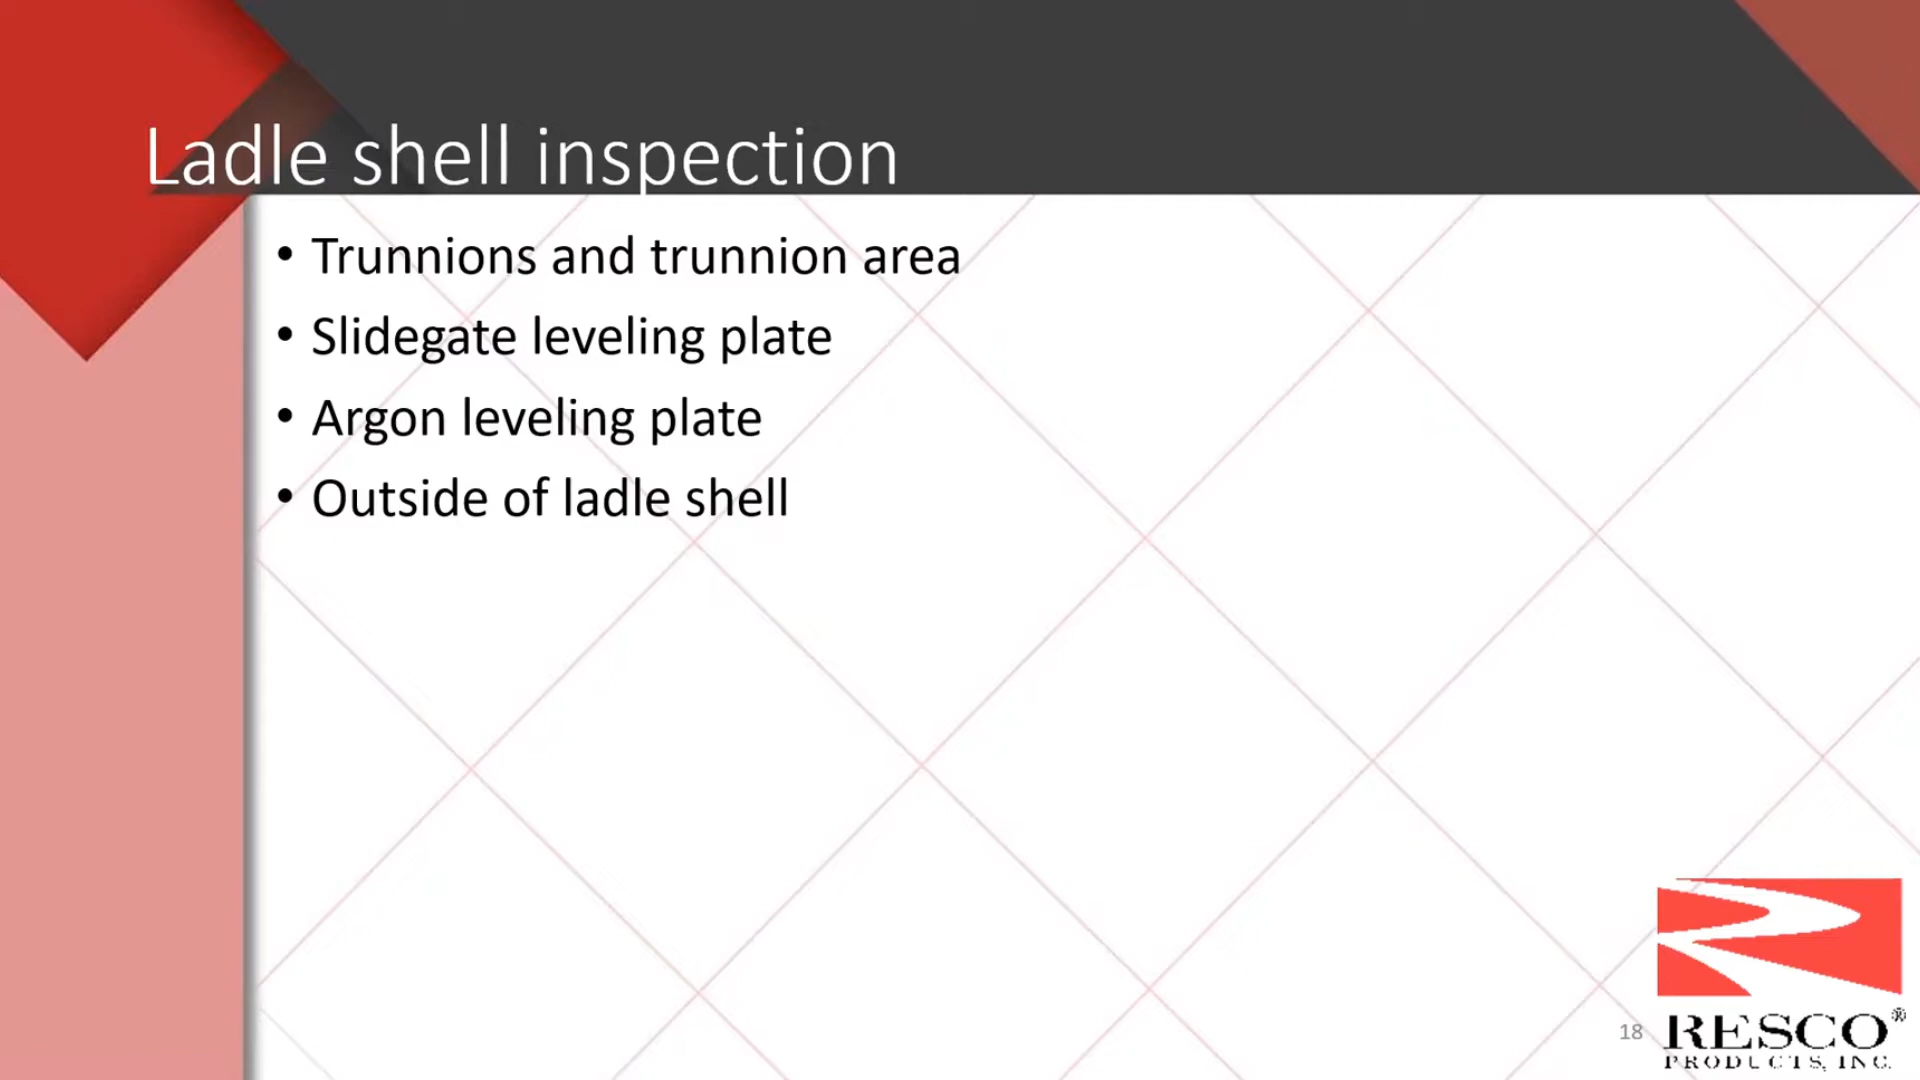 Ladle shell inspection
• Trunnions and trunnion area
• Slidegate leveling plate
• Argon leveling plate
• Outside of ladle shell
18
RESCO®
PRODUCTS, INC.